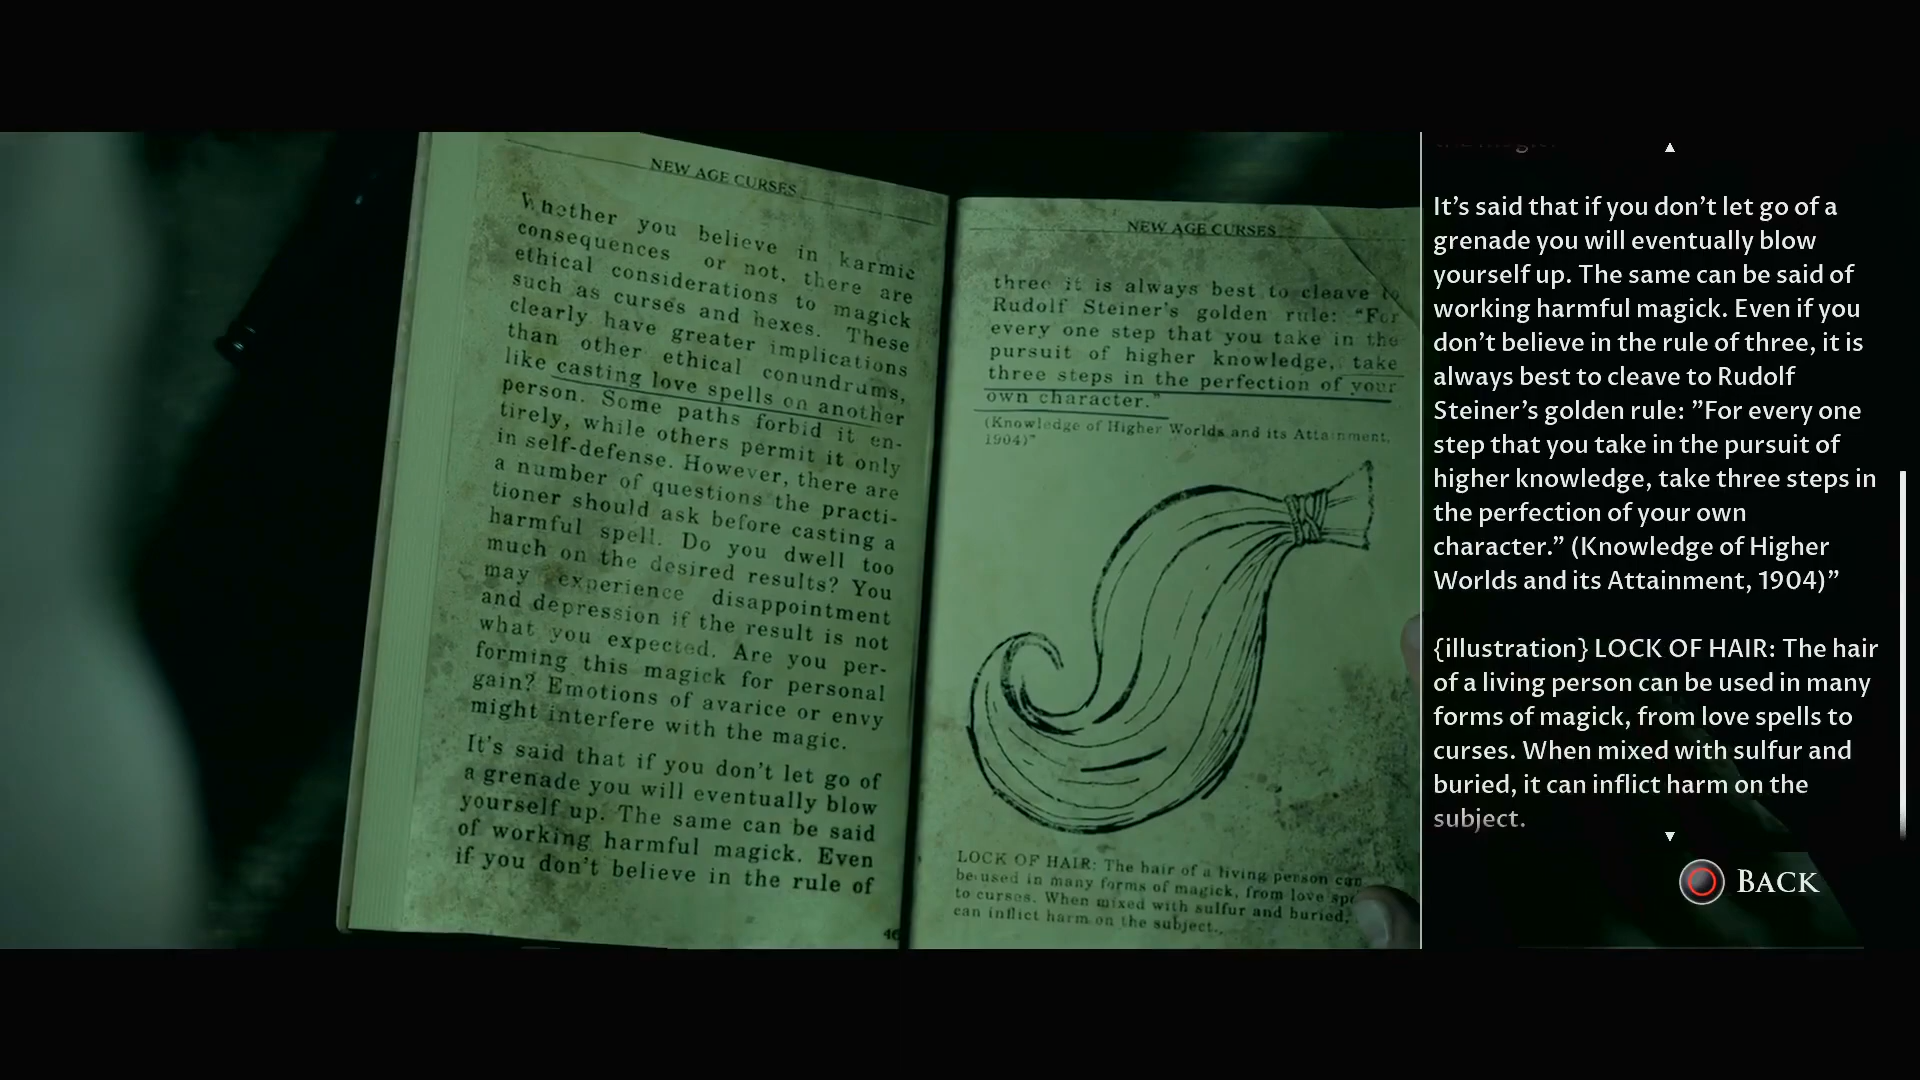 NEW AGE CURSES
Whether you believe in karmic
consequences or not, there are
ethical considerations to magick
such as curses and hexes. These
clearly have greater implications
than other ethical conundrums,
like casting love spells on another
person. Some paths forbid it en-
tirely, while others permit it only
in self-defense. However, there are
a number of questions the practi-
tioner should ask before casting a
harmful spell. Do you dwell too
much on the desired results? You
may experience disappointment
and depression if the result is not
what you expected. Are you per-
forming this magick for personal
gain? Emotions of avarice or envy
might interfere with the magic.
It's said that if you don't let go of
a grenade you will eventually blow
yourself up. The same can be said
of working harmful magick. Even
if you don't believe in the rule of
NEW AGE CURSES
three it is always best to cleave to
Rudolf Steiner's golden rule: "For
every one step that you take in the
pursuit of higher knowledge, take
three steps in the perfection of your
own character."
(Knowledge of Higher Worlds and its Attainment,
1904)"
LOCK OF HAIR: The hair of a living person can
be used in many forms of magick, from love spe
to curses. When mixed with sulfur and buried,
can inflict harm on the subject.
It's said that if you don't let go of a
grenade you will eventually blow
yourself up. The same can be said of
working harmful magick. Even if you
don't believe in the rule of three, it is
always best to cleave to Rudolf
Steiner's golden rule: "For every one
step that you take in the pursuit of
higher knowledge, take three steps in
the perfection of your own
character." (Knowledge of Higher
Worlds and its Attainment, 1904)"
{illustration} LOCK OF HAIR: The hair
of a living person can be used in many
forms of magick, from love spells to
curses. When mixed with sulfur and
buried, it can inflict harm on the
subject.
BACK